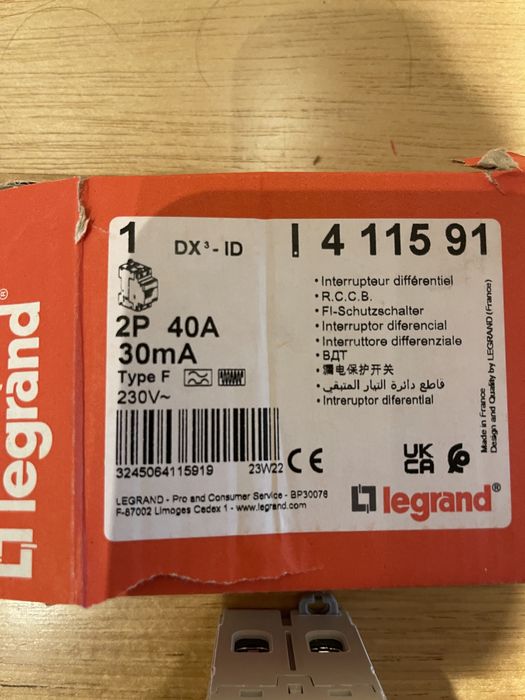 legrand®
1 DX³-ID ! 4 115 91
2P 40A
30mA
Type F
230V~
3245064115919 23W22
LEGRAND - Pro and Consumer Service - BP30076
F-87002 Limoges Cedex 1 - www.legrand.com
• Interrupteur différentiel
• R.C.C.B.
• FI-Schutzschalter
• Interruptor diferencial
• Interruttore differenziale
• ВДТ
• 漏电保护开关
• قاطع دائرة التيار المتبقي
• Intreruptor diferential
CE
UK
CA
legrand®
Made in France
Design and Quality by LEGRAND (France)